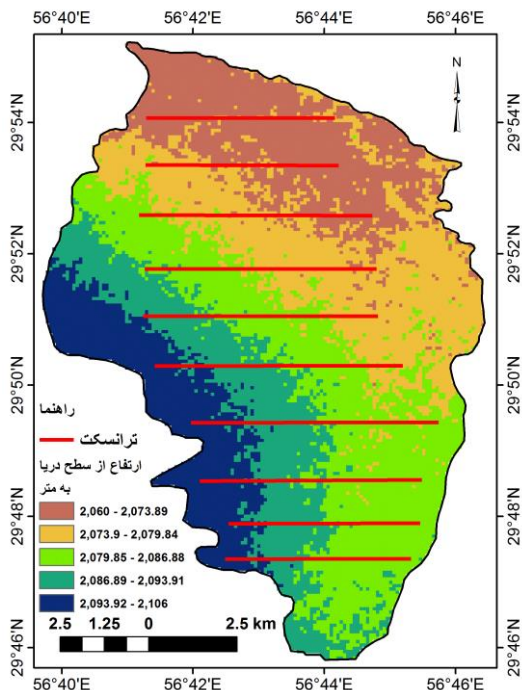 56°40'E 56°42'E 56°44'E 56°46'E
N
29°54'N 29°54'N
29°52'N 29°52'N
29°50'N 29°50'N
راهنما
ترانسکت
ارتفاع از سطح دریا
به متر
29°48'N 29°48'N
2,060 - 2,073.89
2,073.9 - 2,079.84
2,079.85 - 2,086.88
2,086.89 - 2,093.91
2,093.92 - 2,106
2.5 1.25 0 2.5 km
29°46'N 29°46'N
56°40'E 56°42'E 56°44'E 56°46'E